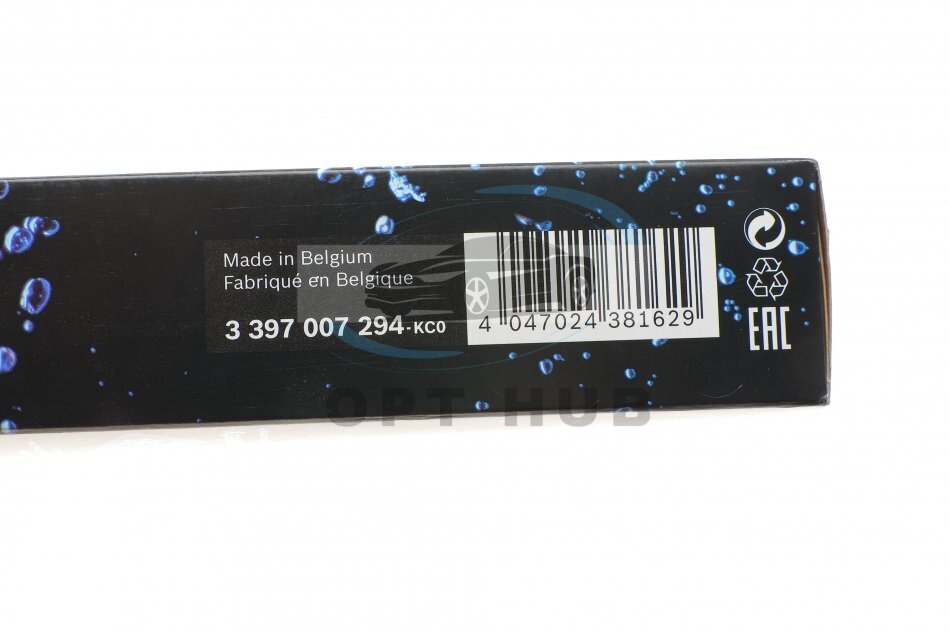 Made in Belgium
Fabriqué en Belgique
3 397 007 294-KC0
4 047024 381629
EAC
OPT HUB